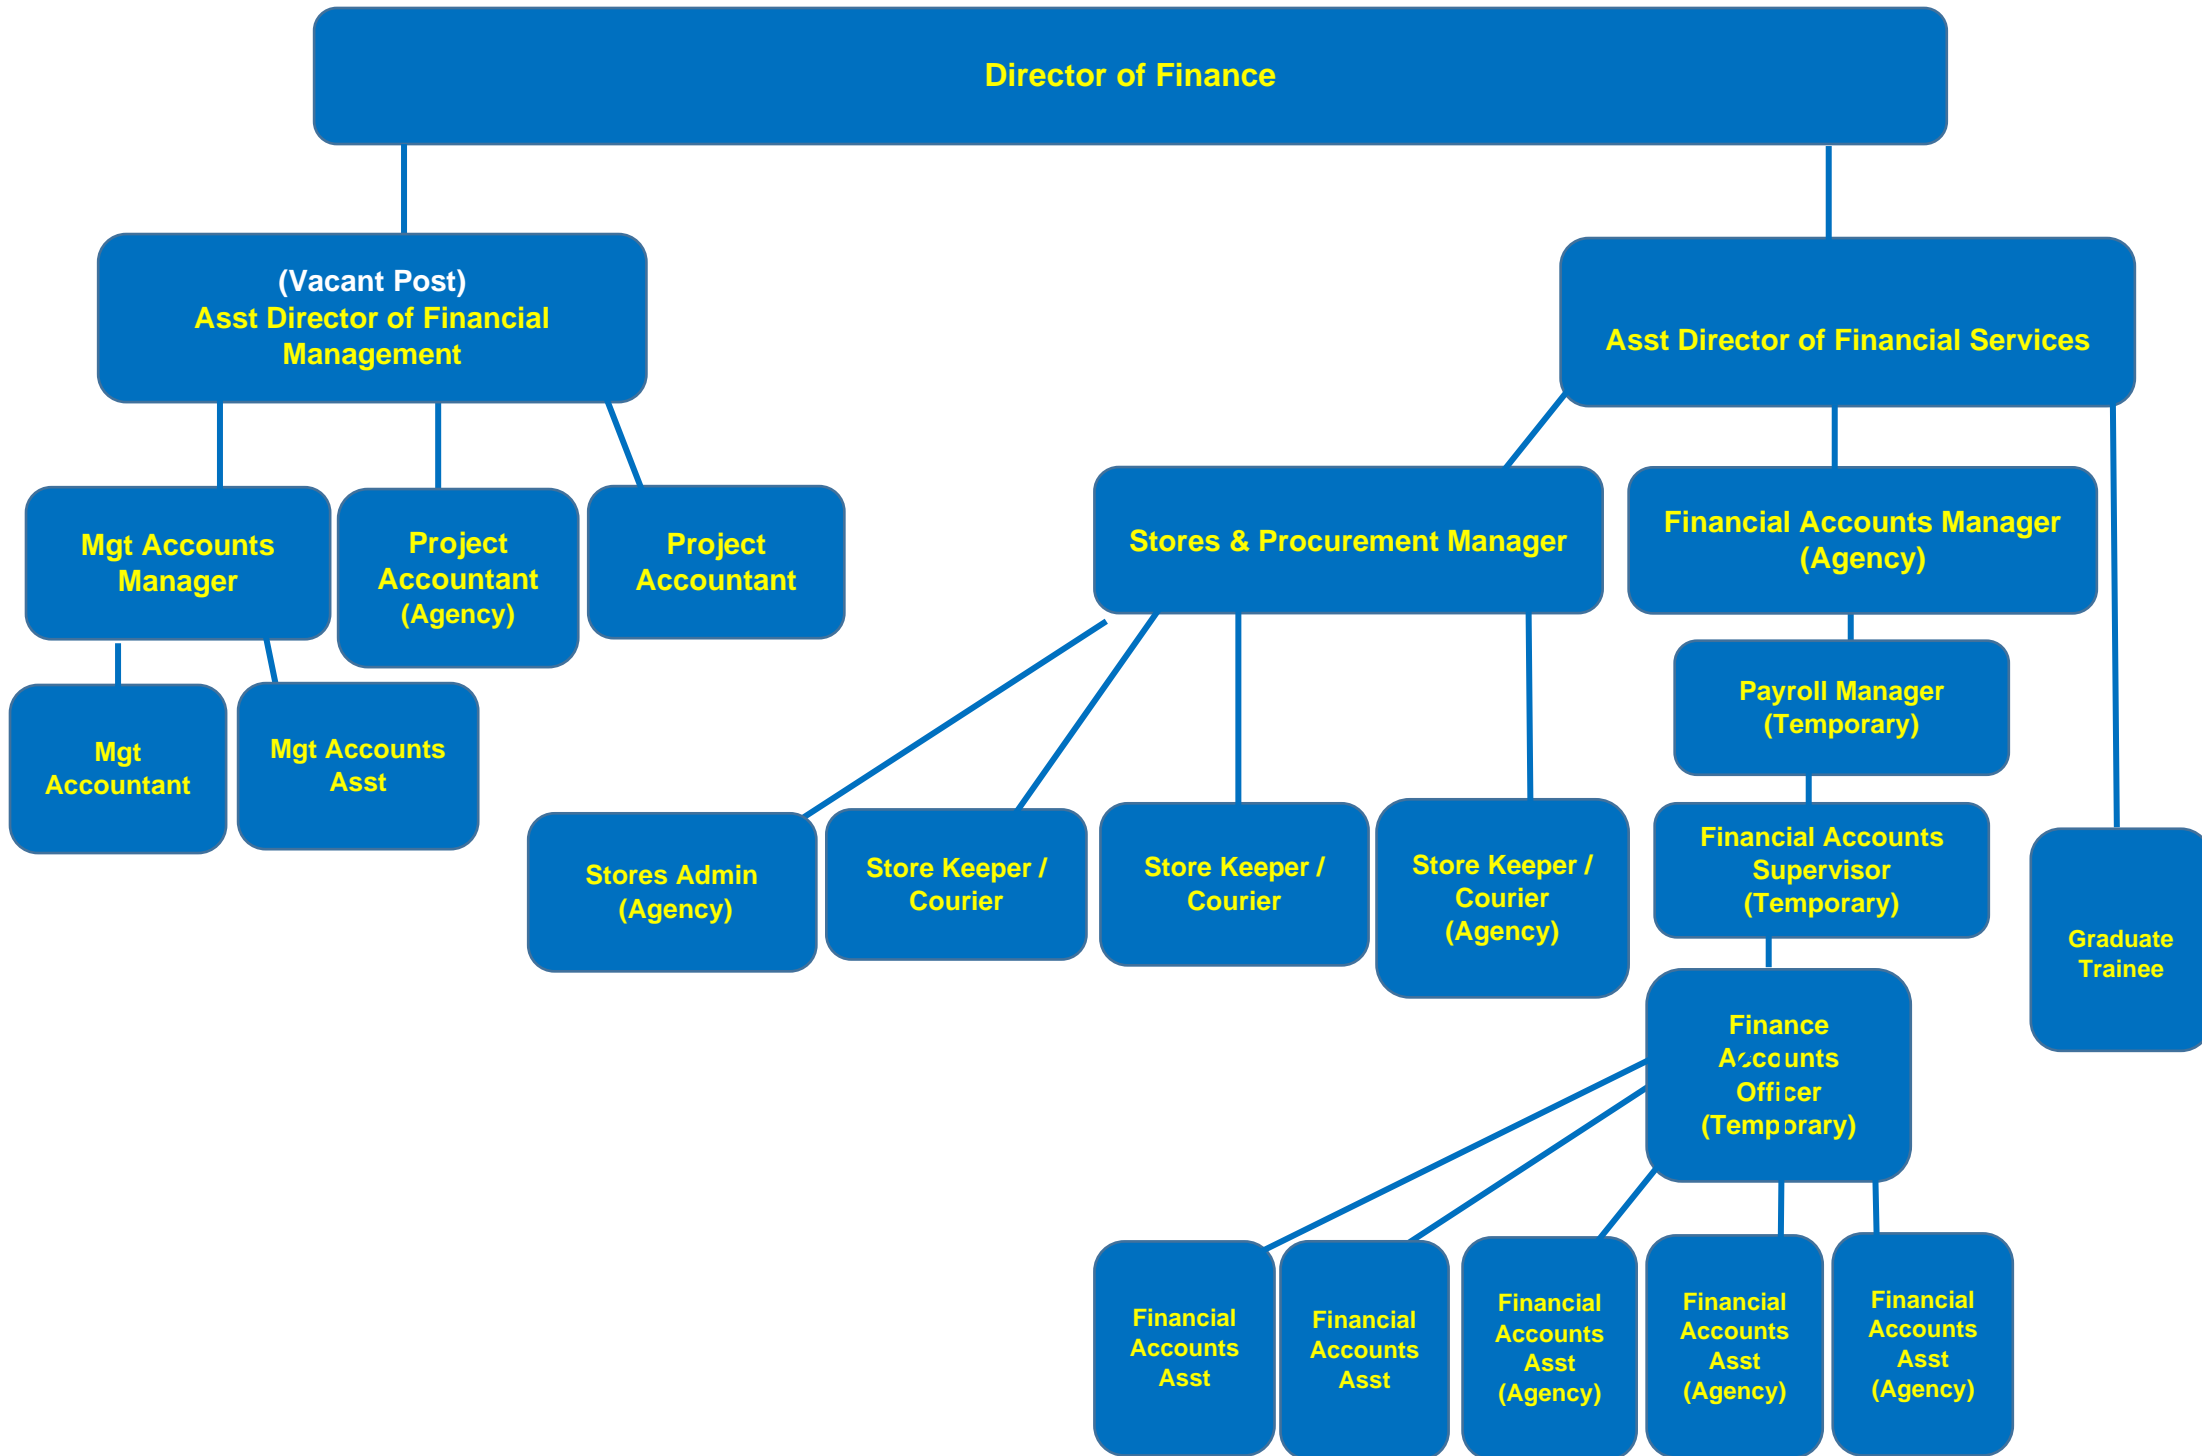 Director of Finance
(Vacant Post)
Asst Director of Financial
Management
Asst Director of Financial Services
Mgt Accounts
Manager
Project
Accountant
(Agency)
Project
Accountant
Stores & Procurement Manager
Financial Accounts Manager
(Agency)
Mgt
Accountant
Mgt Accounts
Asst
Payroll Manager
(Temporary)
Stores Admin
(Agency)
Store Keeper /
Courier
Store Keeper /
Courier
Store Keeper /
Courier
(Agency)
Financial Accounts
Supervisor
(Temporary)
Graduate
Trainee
Finance
Accounts
Officer
(Temporary)
Financial
Accounts
Asst
Financial
Accounts
Asst
Financial
Accounts
Asst
(Agency)
Financial
Accounts
Asst
(Agency)
Financial
Accounts
Asst
(Agency)